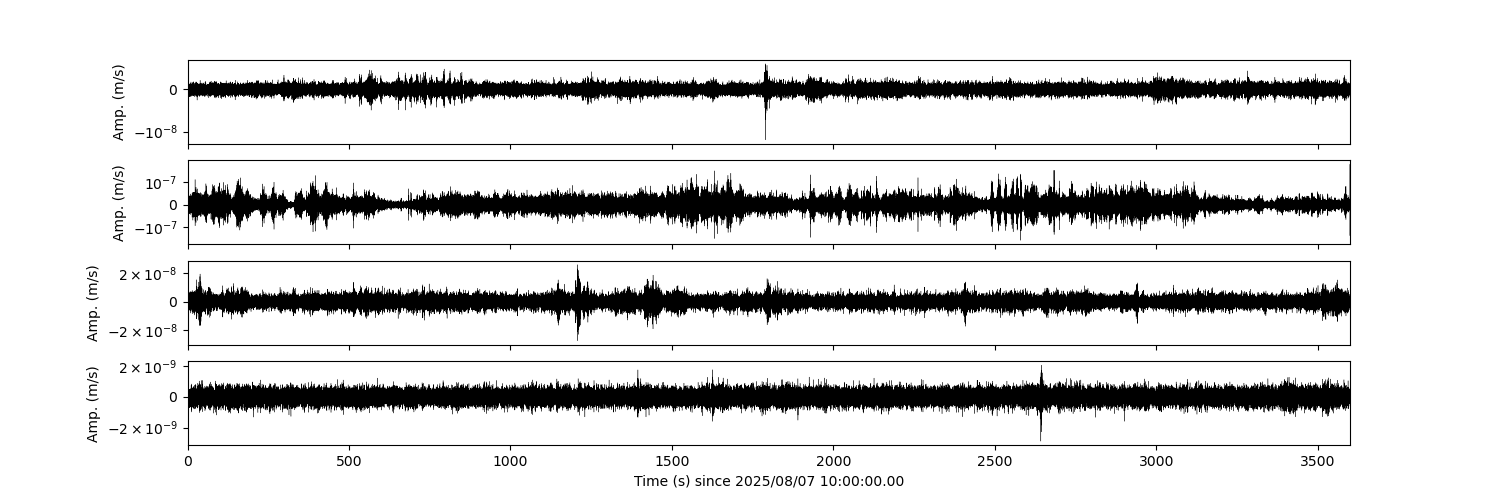 Amp. (m/s)
0
−10⁻⁸
Amp. (m/s)
10⁻⁷
0
−10⁻⁷
Amp. (m/s)
2 × 10⁻⁸
0
−2 × 10⁻⁸
Amp. (m/s)
2 × 10⁻⁹
0
−2 × 10⁻⁹
0 500 1000 1500 2000 2500 3000 3500
Time (s) since 2025/08/07 10:00:00.00